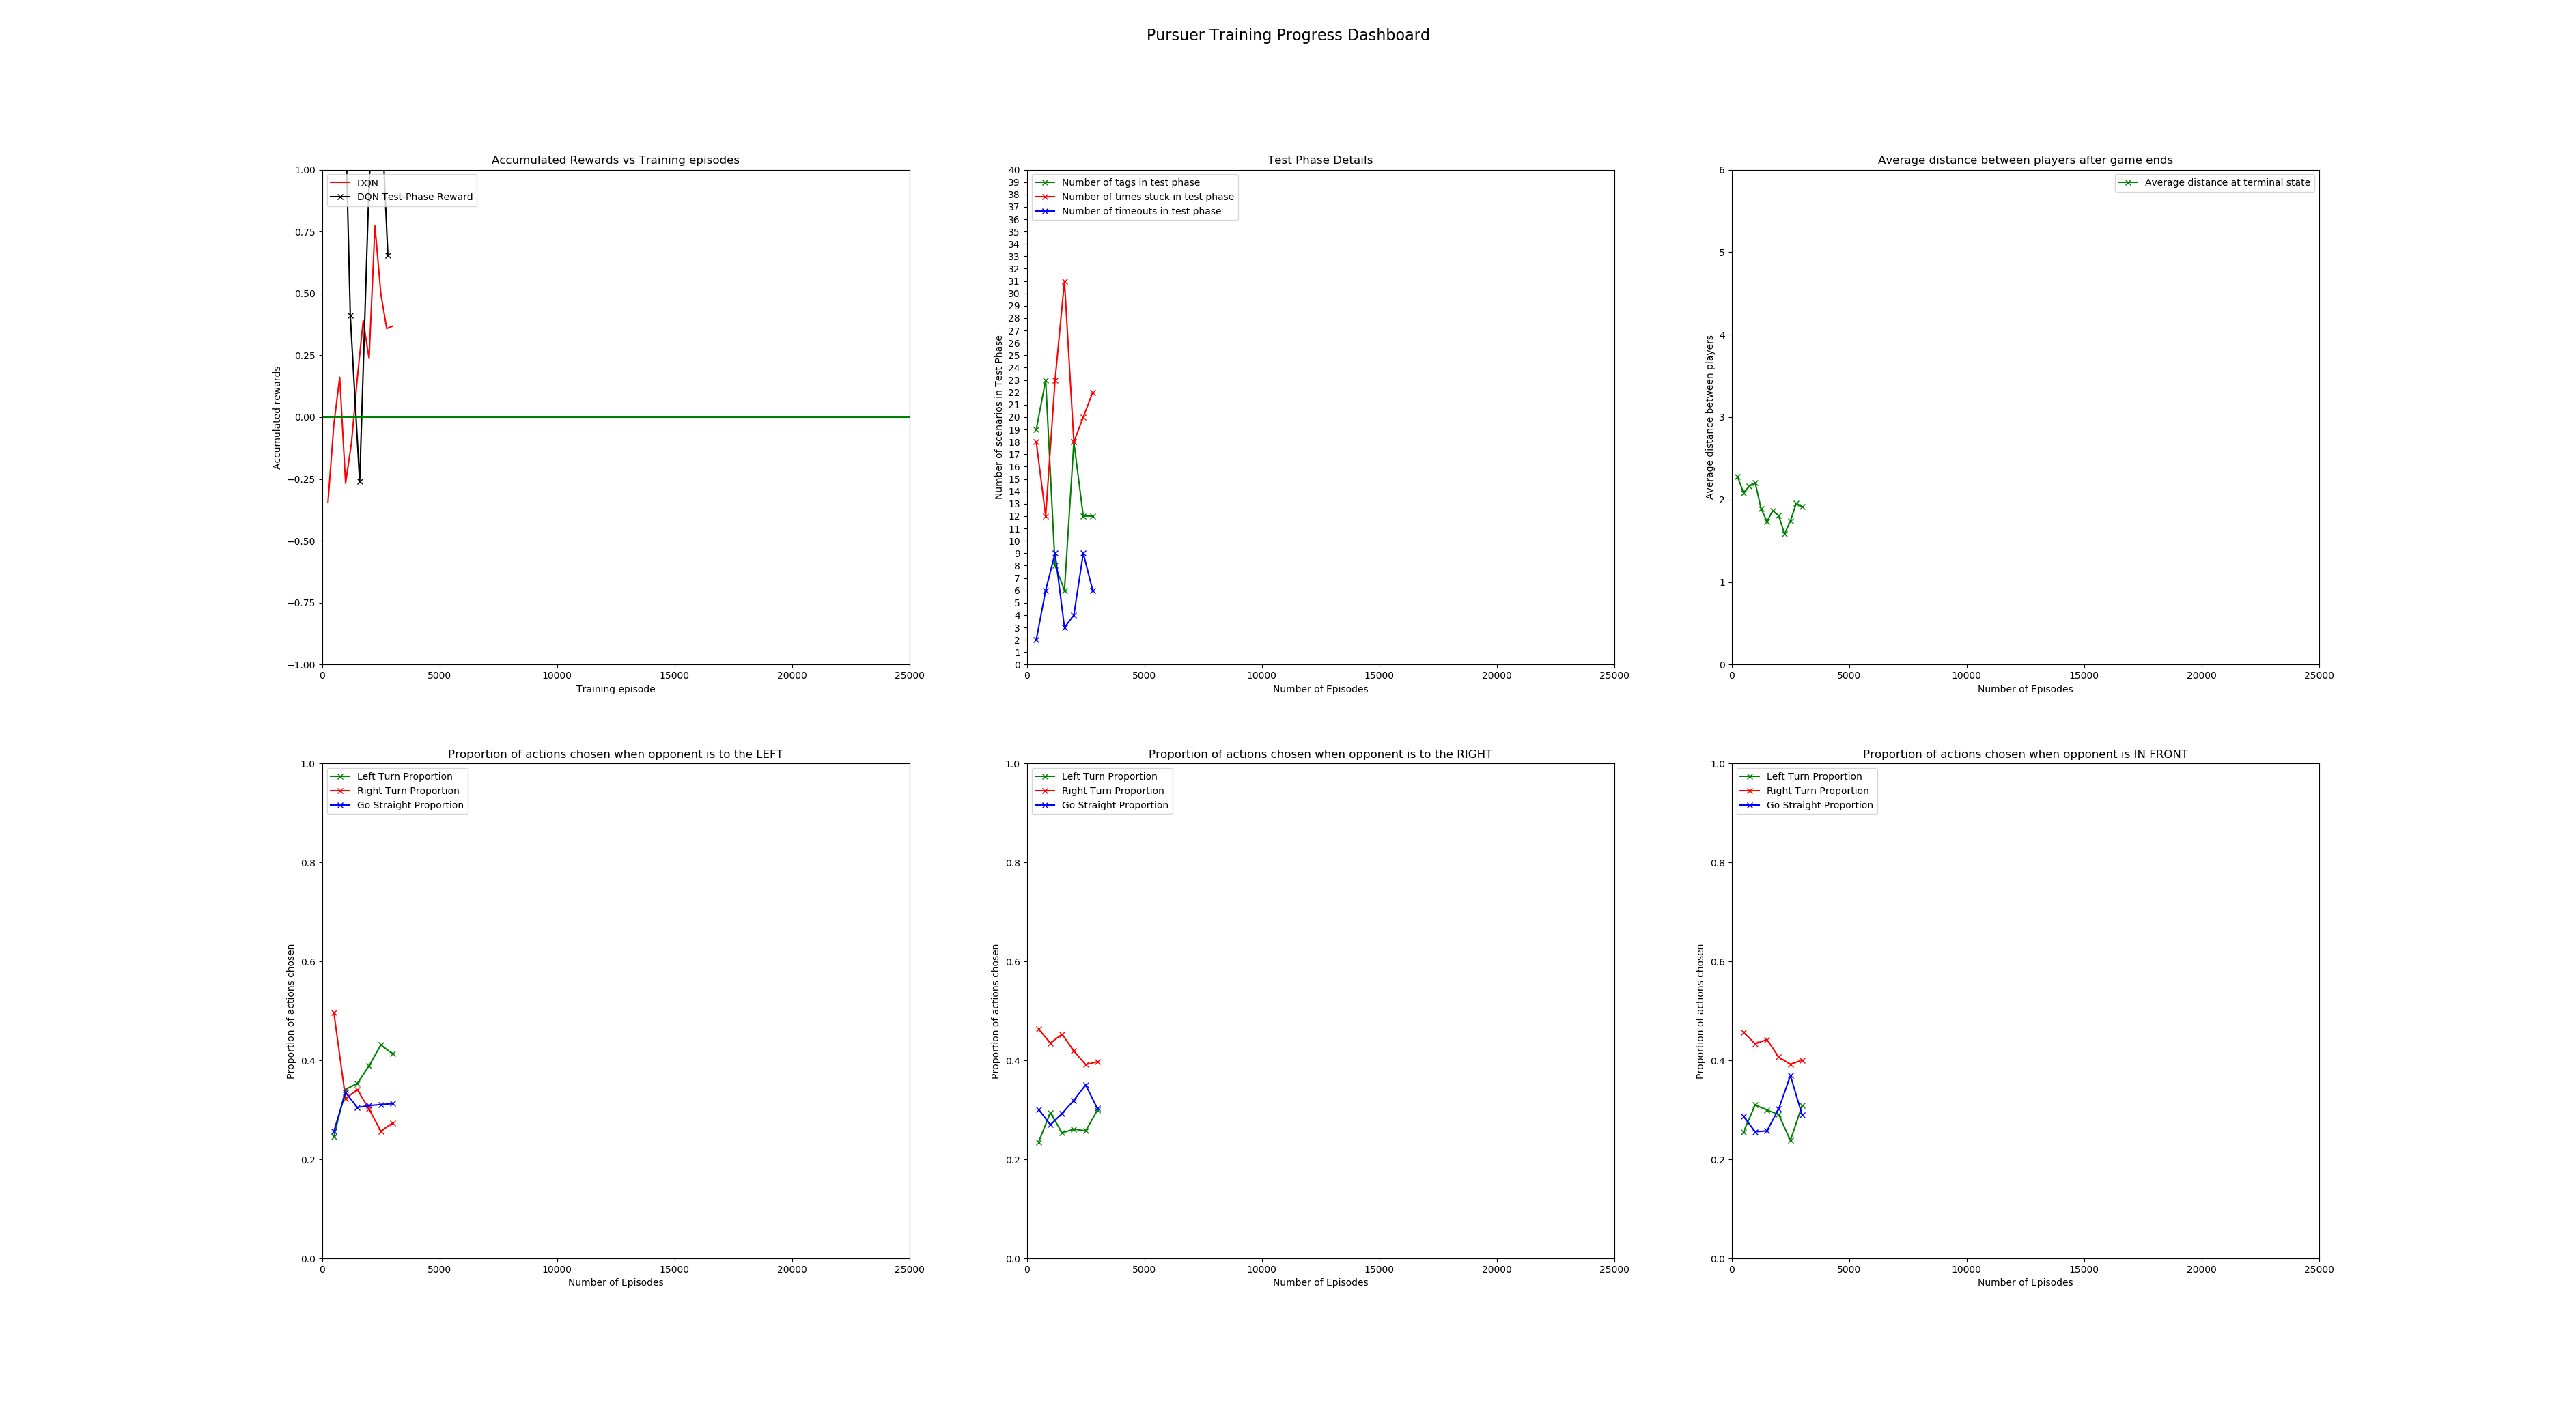 Pursuer Training Progress Dashboard
Accumulated Rewards vs Training episodes
DQN
DQN Test-Phase Reward
1.00
0.75
0.50
0.25
0.00
−0.25
−0.50
−0.75
−1.00
Accumulated rewards
0 5000 10000 15000 20000 25000
Training episode
Test Phase Details
Number of tags in test phase
Number of times stuck in test phase
Number of timeouts in test phase
40
39
38
37
36
35
34
33
32
31
30
29
28
27
26
25
24
23
22
21
20
19
18
17
16
15
14
13
12
11
10
9
8
7
6
5
4
3
2
1
0
Number of scenarios in Test Phase
0 5000 10000 15000 20000 25000
Number of Episodes
Average distance between players after game ends
Average distance at terminal state
6
5
4
3
2
1
0
Average distance between players
0 5000 10000 15000 20000 25000
Number of Episodes
Proportion of actions chosen when opponent is to the LEFT
Left Turn Proportion
Right Turn Proportion
Go Straight Proportion
1.0
0.8
0.6
0.4
0.2
0.0
Proportion of actions chosen
0 5000 10000 15000 20000 25000
Number of Episodes
Proportion of actions chosen when opponent is to the RIGHT
Left Turn Proportion
Right Turn Proportion
Go Straight Proportion
1.0
0.8
0.6
0.4
0.2
0.0
Proportion of actions chosen
0 5000 10000 15000 20000 25000
Number of Episodes
Proportion of actions chosen when opponent is IN FRONT
Left Turn Proportion
Right Turn Proportion
Go Straight Proportion
1.0
0.8
0.6
0.4
0.2
0.0
Proportion of actions chosen
0 5000 10000 15000 20000 25000
Number of Episodes